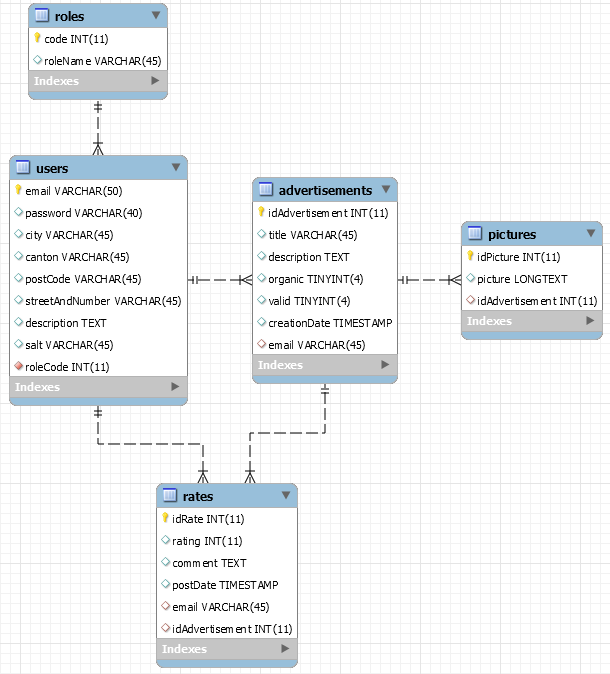 roles
code INT(11)
roleName VARCHAR(45)
Indexes
users
email VARCHAR(50)
password VARCHAR(40)
city VARCHAR(45)
canton VARCHAR(45)
postCode VARCHAR(45)
streetAndNumber VARCHAR(45)
description TEXT
salt VARCHAR(45)
roleCode INT(11)
Indexes
advertisements
idAdvertisement INT(11)
title VARCHAR(45)
description TEXT
organic TINYINT(4)
valid TINYINT(4)
creationDate TIMESTAMP
email VARCHAR(45)
Indexes
pictures
idPicture INT(11)
picture LONGTEXT
idAdvertisement INT(11)
Indexes
rates
idRate INT(11)
rating INT(11)
comment TEXT
postDate TIMESTAMP
email VARCHAR(45)
idAdvertisement INT(11)
Indexes